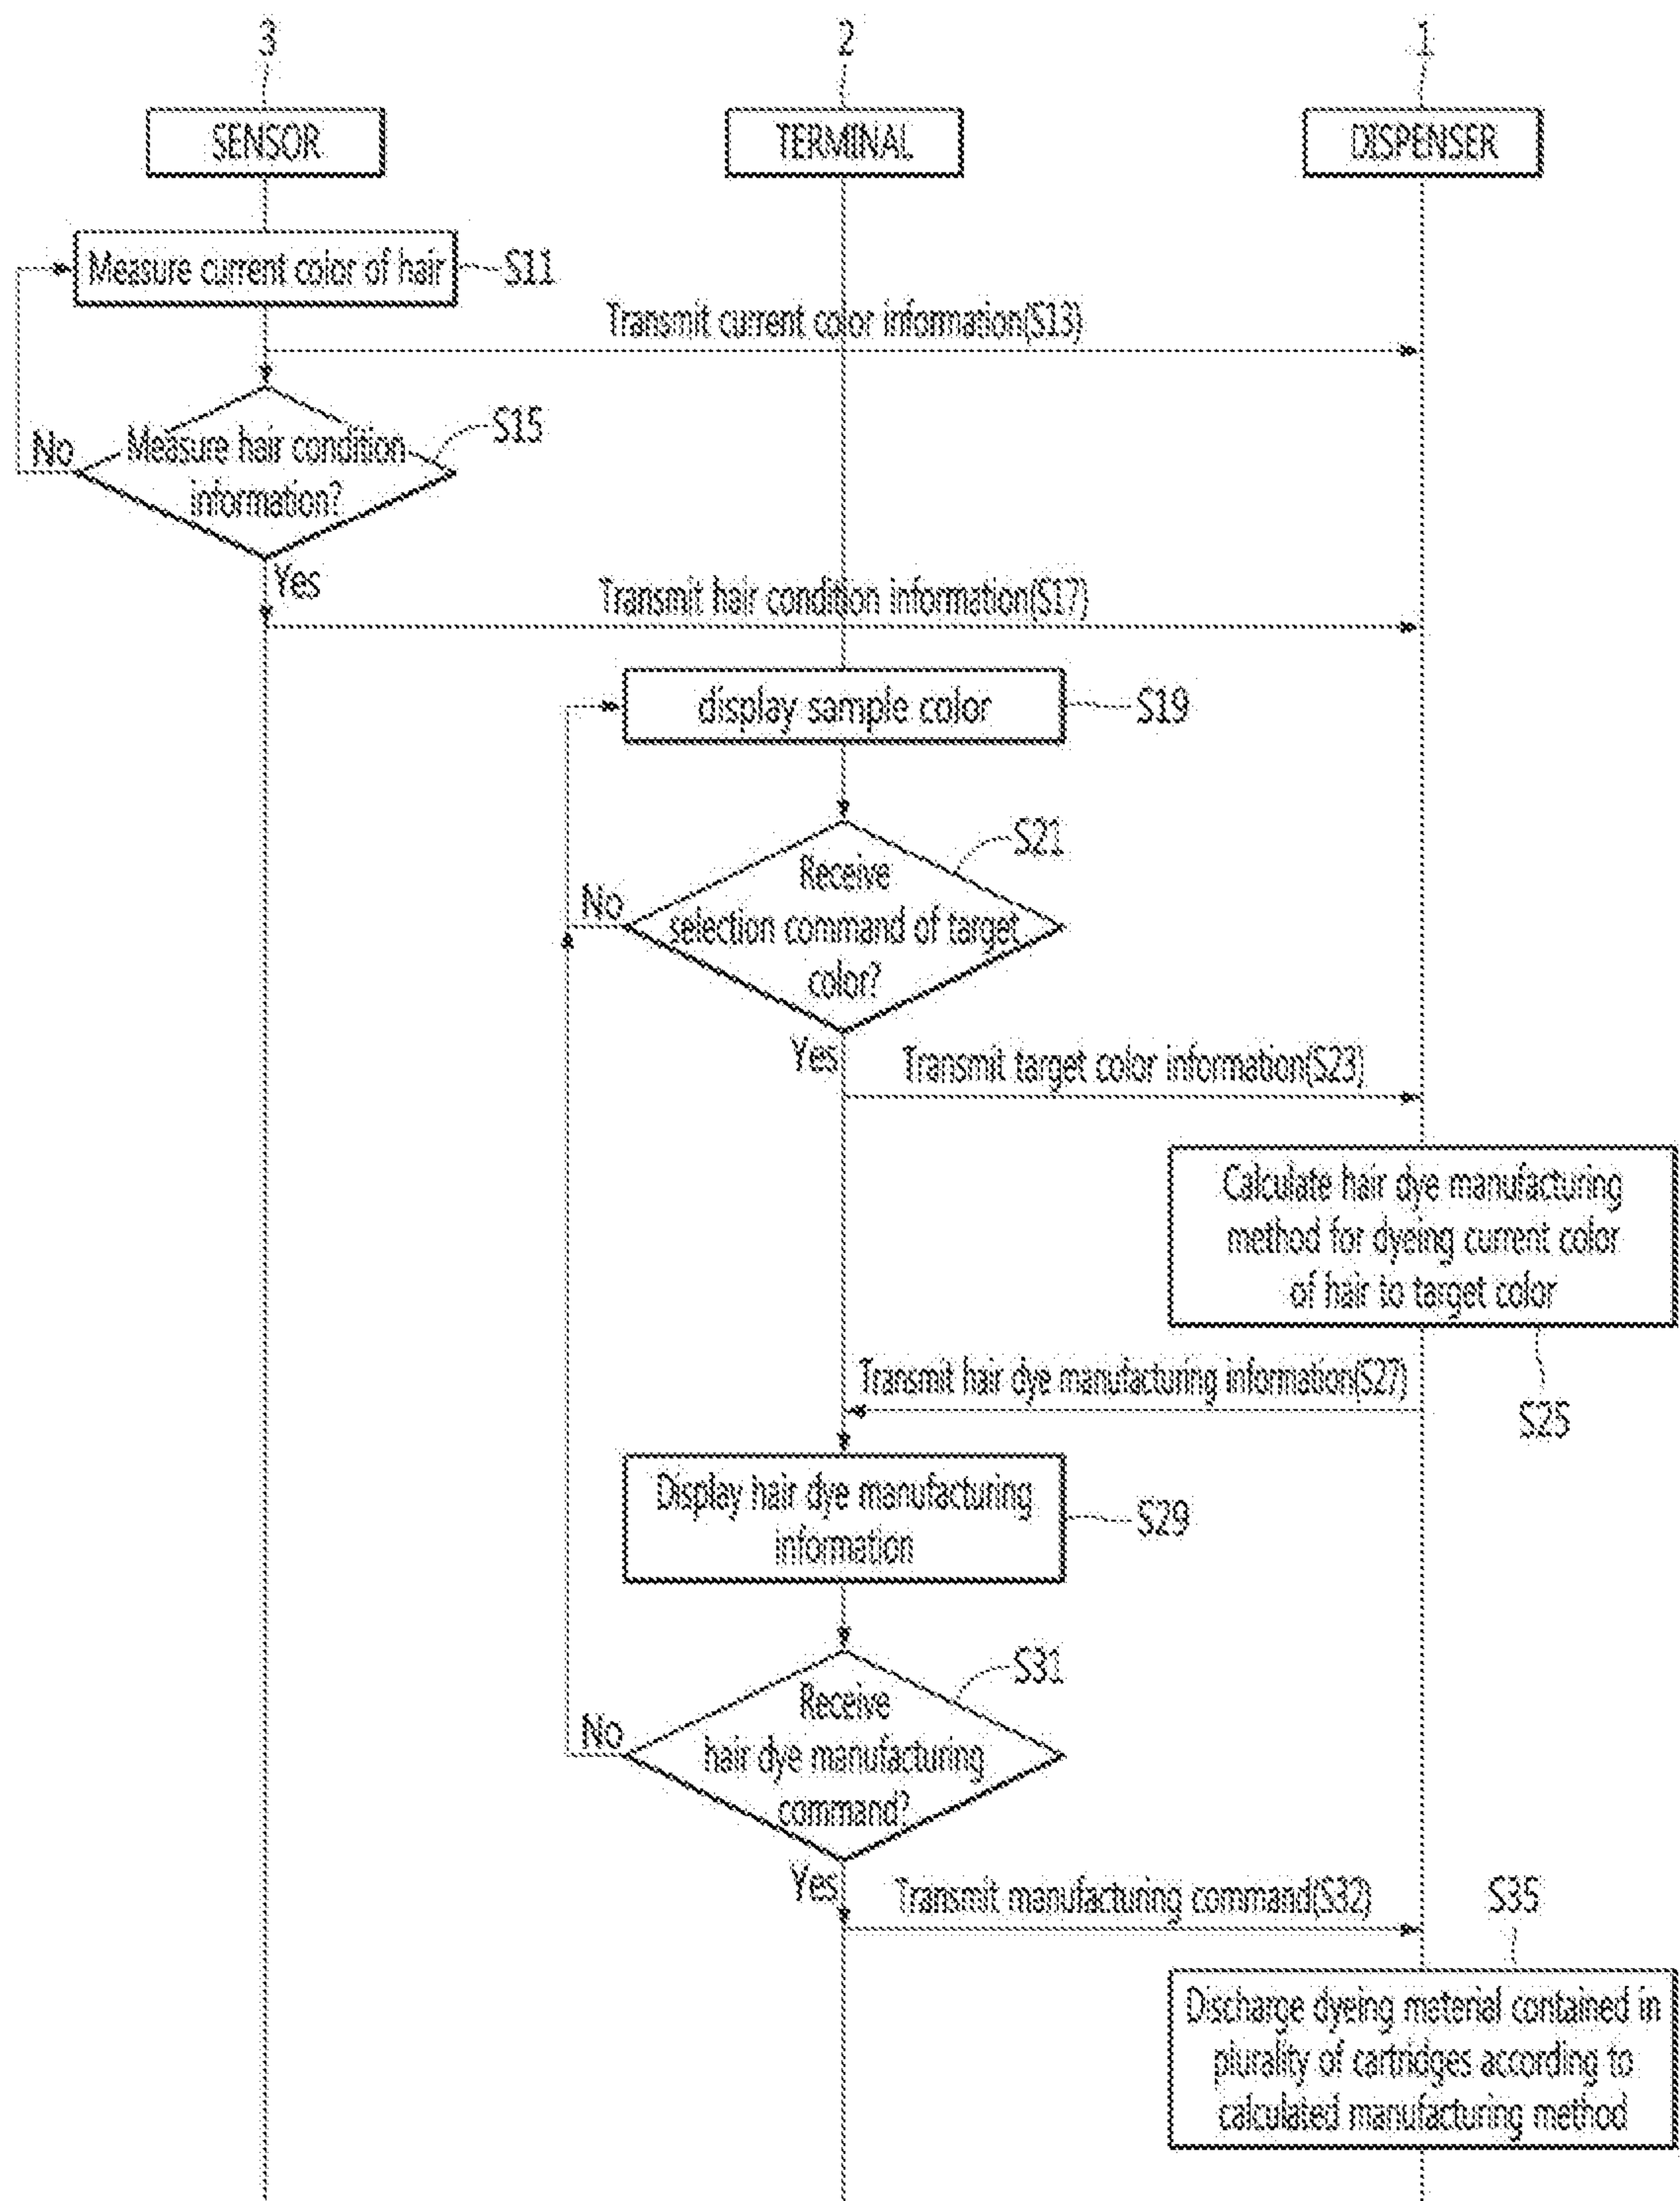 3
2
1
SENSOR
TERMINAL
DISPENSER
Measure current color of hair
S11
Transmit current color information(S13)
S15
No
Measure hair condition
information?
Yes
Transmit hair condition information(S17)
display sample color
S19
S21
Receive
No
selection command of target
color?
Yes
Transmit target color information(S23)
Calculate hair dye manufacturing
method for dyeing current color
of hair to target color
Transmit hair dye manufacturing information(S27)
S25
Display hair dye manufacturing
information
S29
S31
Receive
No
hair dye manufacturing
command?
Yes
Transmit manufacturing command(S32)
S35
Discharge dyeing meterial contained in
plurality of cartridges according to
calculated manufacturing method